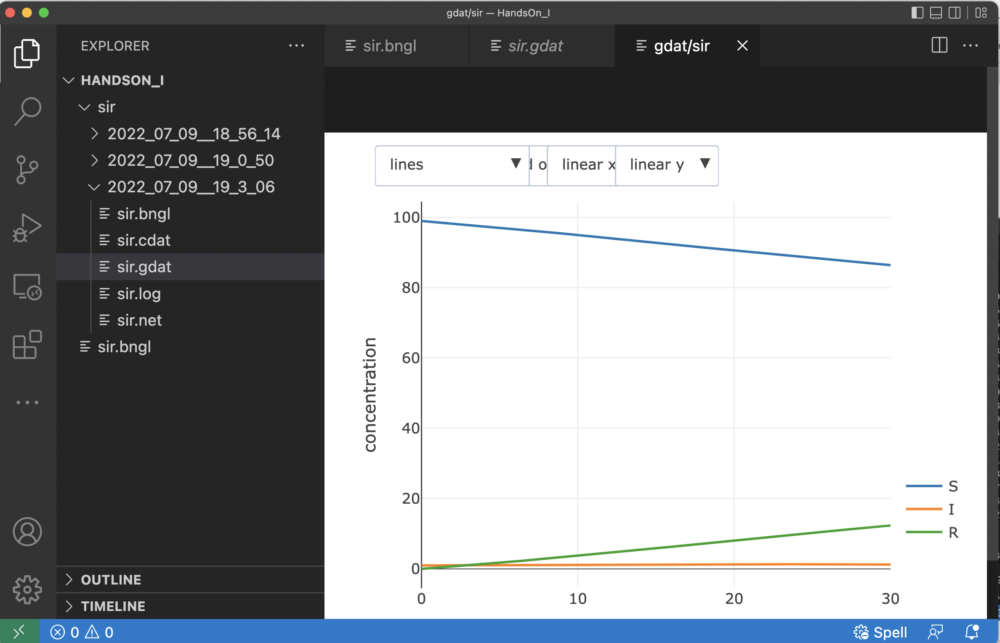 gdat/sir — HandsOn_I
EXPLORER
sir.bngl
sir.gdat
gdat/sir
HANDSON_I
sir
2022_07_09__18_56_14
2022_07_09__19_0_50
2022_07_09__19_3_06
sir.bngl
sir.cdat
sir.gdat
sir.log
sir.net
sir.bngl
OUTLINE
TIMELINE
lines ▼
linear x
linear y ▼
100
80
60
40
20
0
concentration
0 10 20 30
S
I
R
0 0
Spell